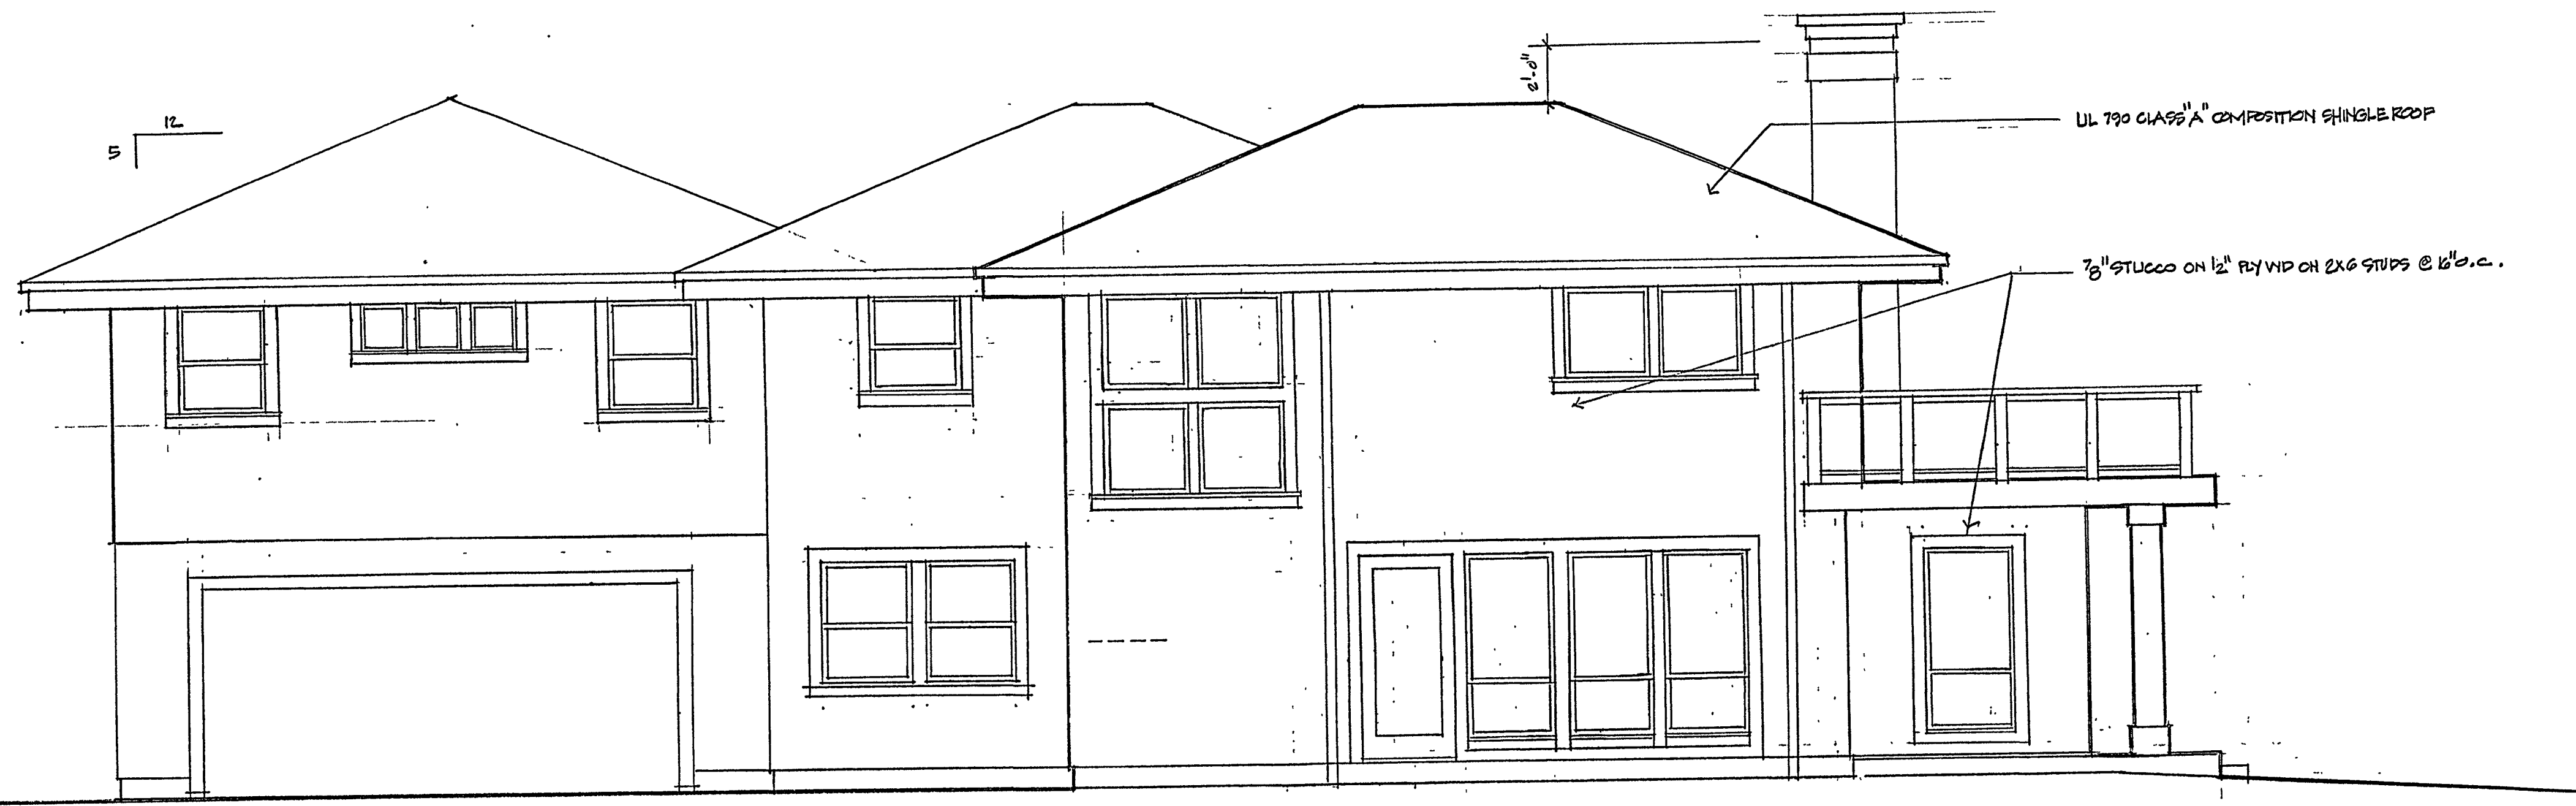 2'-0"
12
5
UL 790 CLASS "A" COMPOSITION SHINGLE ROOF
7/8" STUCCO ON 1/2" PLYWD ON 2X6 STUDS @ 16" O.C.